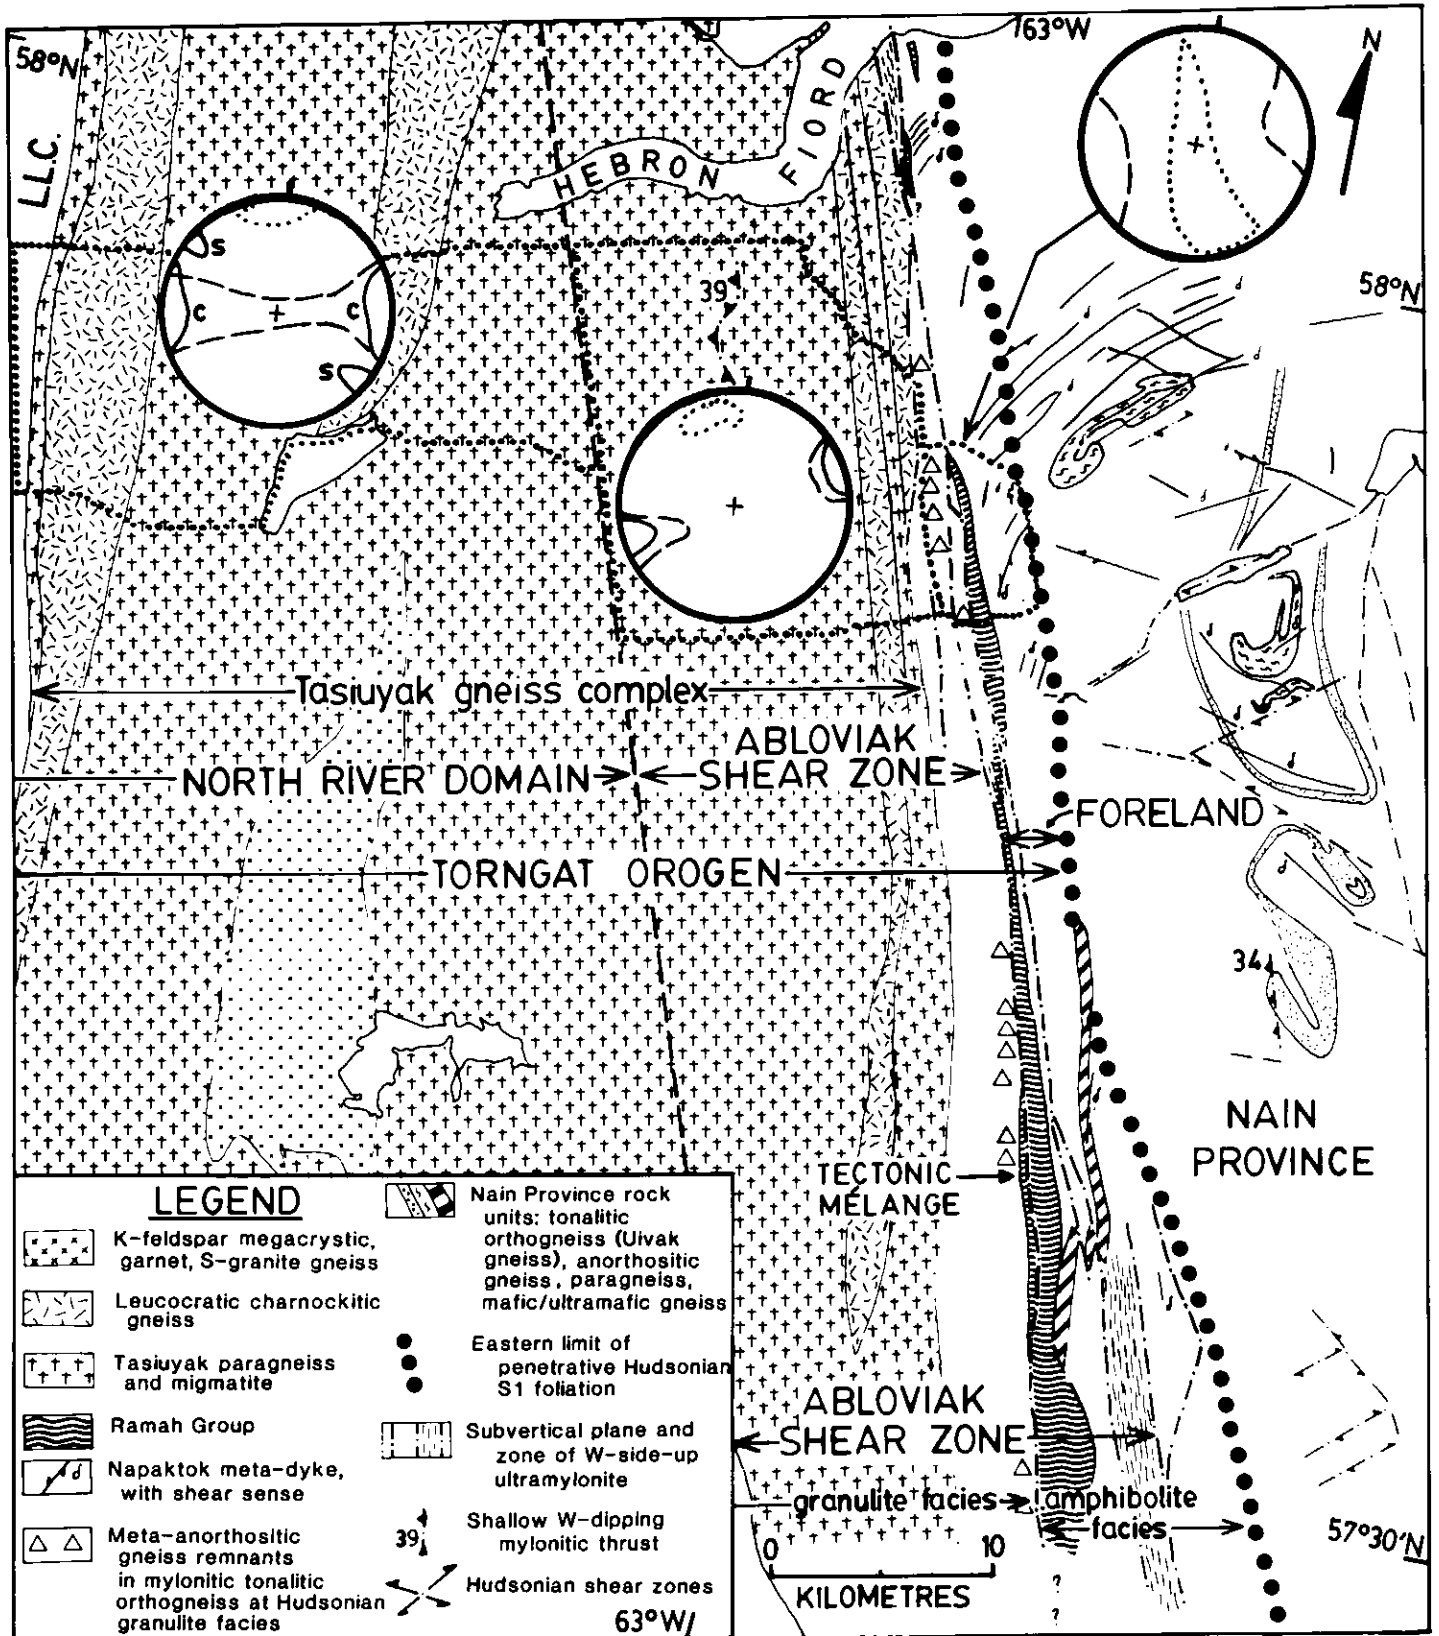 58°N
63°W
N
L.L.C.
HEBRON FIORD
58°N
S
C
C
S
39
Tasiuyak gneiss complex
ABLOVIAK
SHEAR ZONE
NORTH RIVER DOMAIN
FORELAND
TORNGAT OROGEN
34
NAIN
PROVINCE
TECTONIC
MÉLANGE
ABLOVIAK
SHEAR ZONE
granulite facies
amphibolite
facies
57°30'N
0 10
KILOMETRES
?
?
LEGEND
K-feldspar megacrystic,
garnet, S-granite gneiss
Leucocratic charnockitic
gneiss
Tasiuyak paragneiss
and migmatite
Ramah Group
d
Napaktok meta-dyke,
with shear sense
Meta-anorthositic
gneiss remnants
in mylonitic tonalitic
orthogneiss at Hudsonian
granulite facies
Nain Province rock
units: tonalitic
orthogneiss (Uivak
gneiss), anorthositic
gneiss, paragneiss,
mafic/ultramafic gneiss
Eastern limit of
penetrative Hudsonian
S1 foliation
Subvertical plane and
zone of W-side-up
ultramylonite
39
Shallow W-dipping
mylonitic thrust
Hudsonian shear zones
63°W